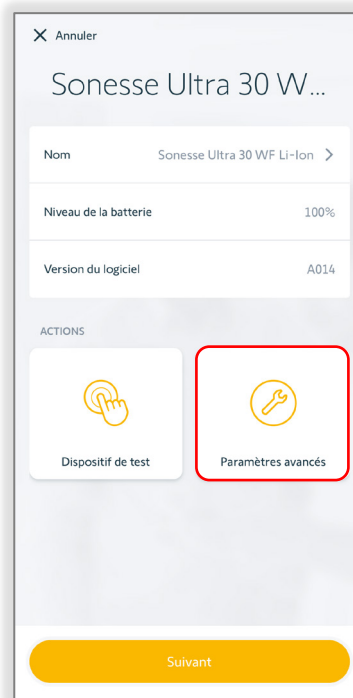 Annuler
Sonesse Ultra 30 W...
Nom Sonesse Ultra 30 WF Li-Ion
Niveau de la batterie 100%
Version du logiciel A014
ACTIONS
Dispositif de test Paramètres avancés
Suivant